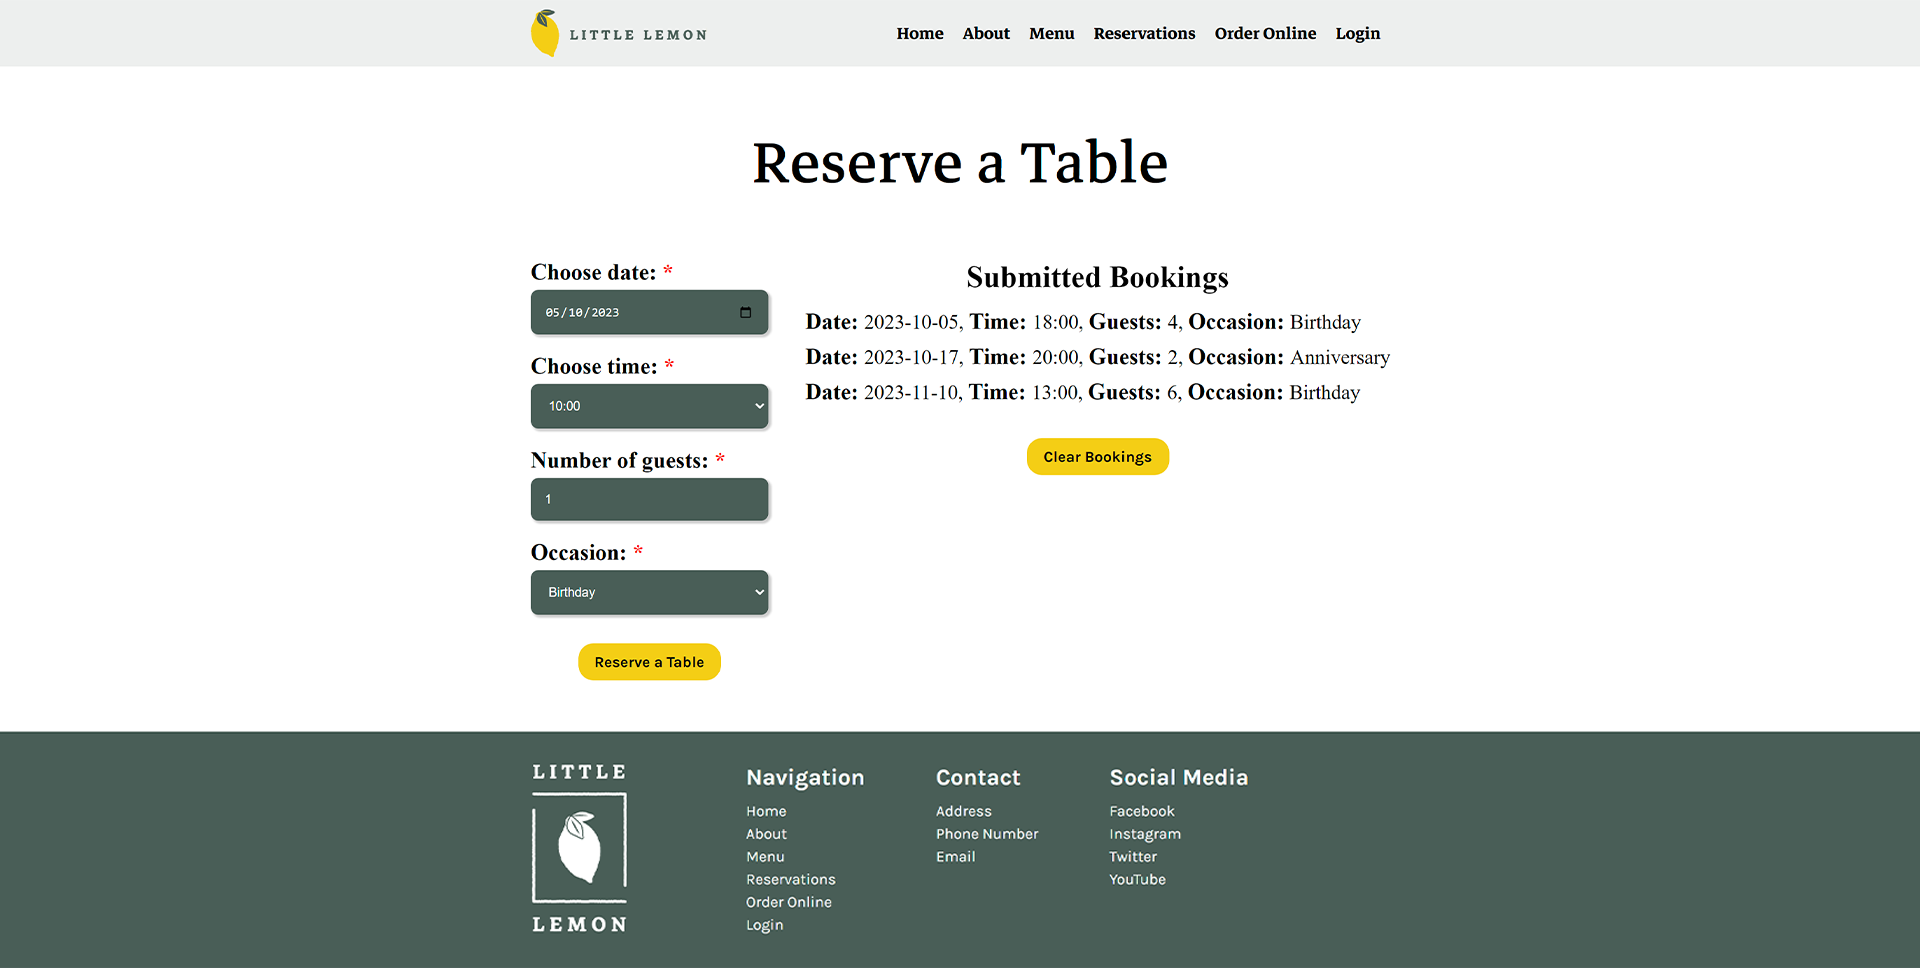 LITTLE LEMON
Home About Menu Reservations Order Online Login
Reserve a Table
Choose date: *
05/10/2023
Choose time: *
10:00
Number of guests: *
1
Occasion: *
Birthday
Reserve a Table
Submitted Bookings
Date: 2023-10-05, Time: 18:00, Guests: 4, Occasion: Birthday
Date: 2023-10-17, Time: 20:00, Guests: 2, Occasion: Anniversary
Date: 2023-11-10, Time: 13:00, Guests: 6, Occasion: Birthday
Clear Bookings
LITTLE
LEMON
Navigation
Home
About
Menu
Reservations
Order Online
Login
Contact
Address
Phone Number
Email
Social Media
Facebook
Instagram
Twitter
YouTube